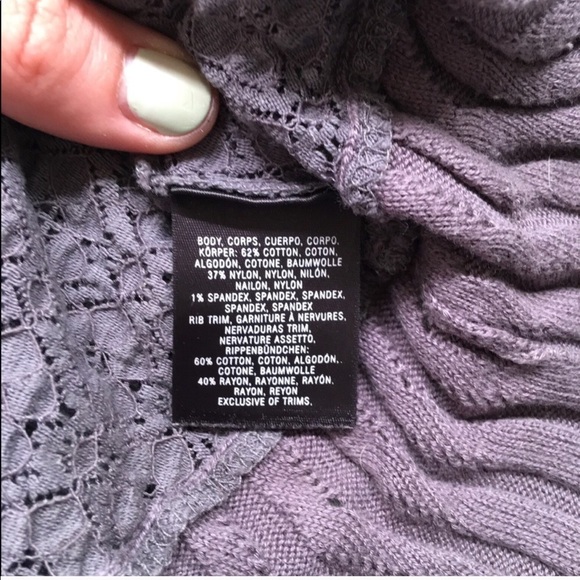 BODY, CORPS, CUERPO, CORPO,
KÖRPER: 62% COTTON, COTON,
ALGODÓN, COTONE, BAUMWOLLE
37% NYLON, NYLON, NILÓN,
NAILON, NYLON
1% SPANDEX, SPANDEX, SPANDEX,
SPANDEX, SPANDEX
RIB TRIM, GARNITURE À NERVURES,
NERVADURAS TRIM,
NERVATURE ASSETTO,
RIPPENBÜNDCHEN:
60% COTTON, COTON, ALGODÓN,
COTONE, BAUMWOLLE
40% RAYON, RAYONNE, RAYÓN,
RAYON, REYON
EXCLUSIVE OF TRIMS.